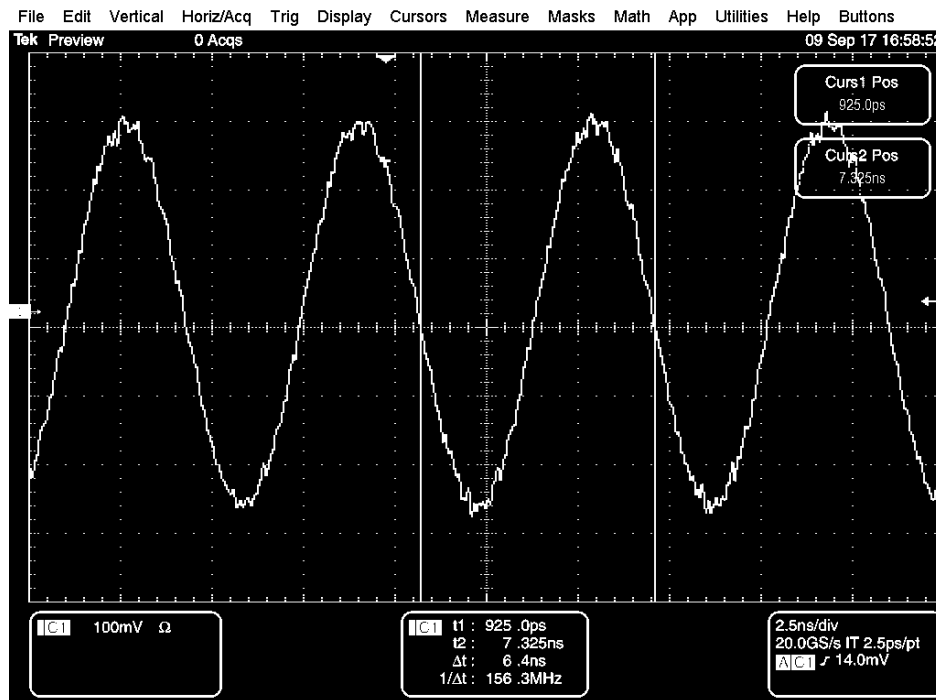 File Edit Vertical Horiz/Acq Trig Display Cursors Measure Masks Math App Utilities Help Buttons
Tek Preview 0 Acqs 09 Sep 17 16:58:52
Curs1 Pos
925.0ps
Curs2 Pos
7.325ns
C1 100mV Ω
C1 t1 : 925 .0ps
t2 : 7 .325ns
Δt : 6 .4ns
1/Δt : 156 .3MHz
2.5ns/div
20.0GS/s IT 2.5ps/pt
A C1 ƒ 14.0mV